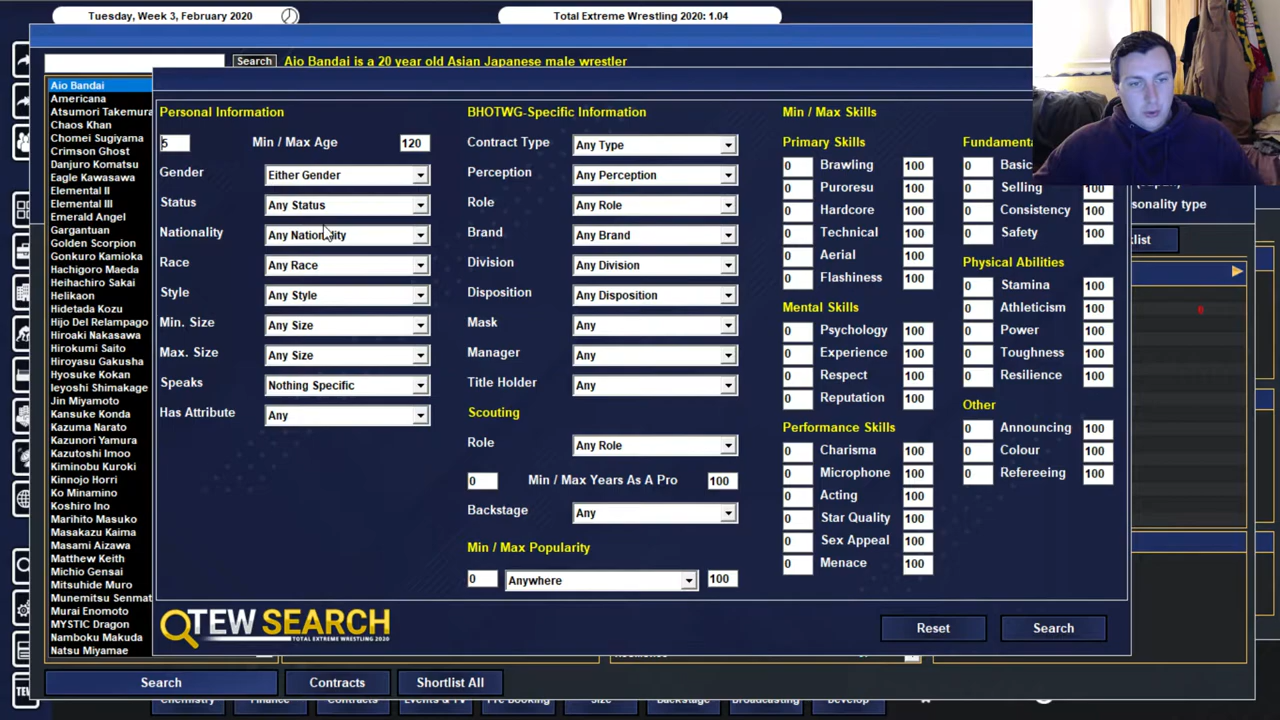 Tuesday, Week 3, February 2020
Total Extreme Wrestling 2020: 1.04
Search
Aio Bandai is a 20 year old Asian Japanese male wrestler
Aio Bandai
Americana
Atsumori Takemura
Chaos Khan
Chomei Sugiyama
Crimson Ghost
Danjuro Komatsu
Eagle Kawasawa
Elemental II
Elemental III
Emerald Angel
Gargantuan
Golden Scorpion
Gonkuro Kamioka
Hachigoro Maeda
Heihachiro Sakai
Helikaon
Hidetada Kozu
Hijo Del Relampago
Hiroaki Nakasawa
Hirokumi Saito
Hiroyasu Gakusha
Hyosuke Kokan
Ieyoshi Shimakage
Jin Miyamoto
Kansuke Konda
Kazuma Narato
Kazunori Yamura
Kazutoshi Imoo
Kiminobu Kuroki
Kinnojo Horri
Ko Minamino
Koshiro Ino
Marihito Masuko
Masakazu Kaima
Masami Aizawa
Matthew Keith
Michio Gensai
Mitsuhide Muro
Munemitsu Senmat
Murai Enomoto
MYSTIC Dragon
Namboku Makuda
Natsu Miyamae
Personal Information
5 Min / Max Age 120
Gender Either Gender
Status Any Status
Nationality Any Nationality
Race Any Race
Style Any Style
Min. Size Any Size
Max. Size Any Size
Speaks Nothing Specific
Has Attribute Any
BHOTWG-Specific Information
Contract Type Any Type
Perception Any Perception
Role Any Role
Brand Any Brand
Division Any Division
Disposition Any Disposition
Mask Any
Manager Any
Title Holder Any
Scouting
Role Any Role
0 Min / Max Years As A Pro 100
Backstage Any
Min / Max Popularity
0 Anywhere 100
Min / Max Skills
Primary Skills
0 Brawling 100
0 Puroresu 100
0 Hardcore 100
0 Technical 100
0 Aerial 100
0 Flashiness 100
Mental Skills
0 Psychology 100
0 Experience 100
0 Respect 100
0 Reputation 100
Performance Skills
0 Charisma 100
0 Microphone 100
0 Acting 100
0 Star Quality 100
0 Sex Appeal 100
0 Menace 100
Fundamenta
0 Basic
0 Selling 100
0 Consistency 100
0 Safety 100
Physical Abilities
0 Stamina 100
0 Athleticism 100
0 Power 100
0 Toughness 100
0 Resilience 100
Other
0 Announcing 100
0 Colour 100
0 Refereeing 100
sonality type
klist
TEW SEARCH
TOTAL EXTREME WRESTLING 2020
Reset
Search
Search
Contracts
Shortlist All
TEW